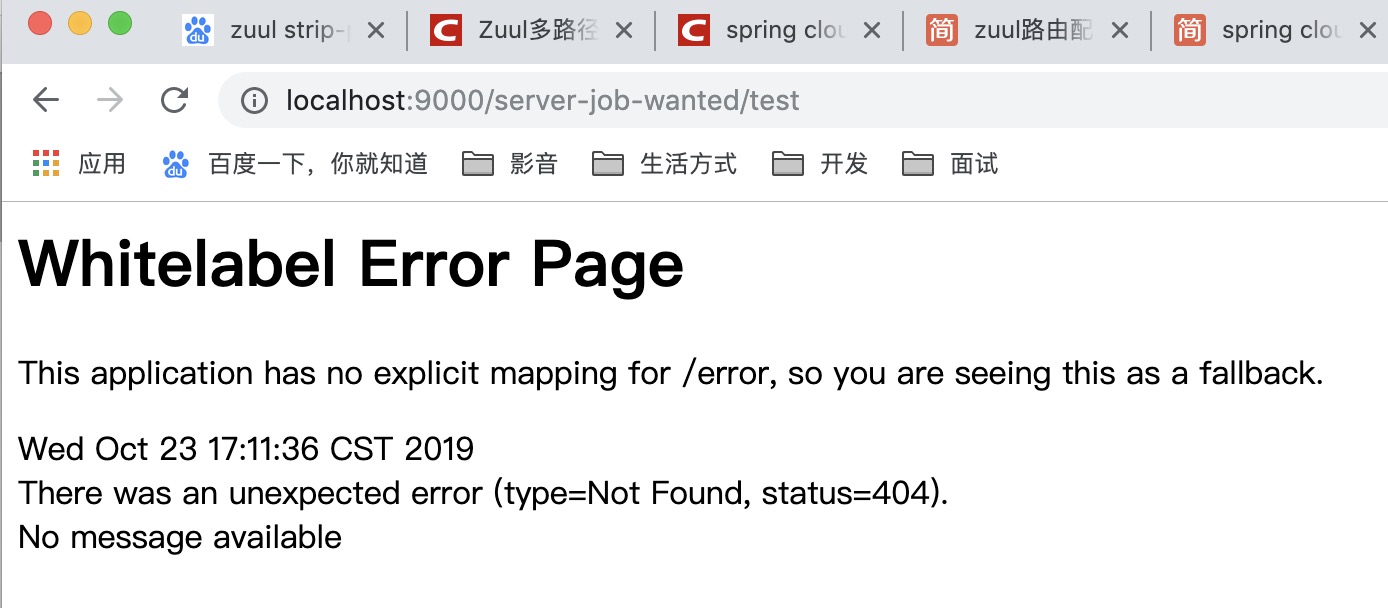 zuul strip-
Zuul多路径
spring clou
zuul路由配
spring clou
localhost:9000/server-job-wanted/test
应用 百度一下，你就知道 影音 生活方式 开发 面试
Whitelabel Error Page
This application has no explicit mapping for /error, so you are seeing this as a fallback.
Wed Oct 23 17:11:36 CST 2019
There was an unexpected error (type=Not Found, status=404).
No message available